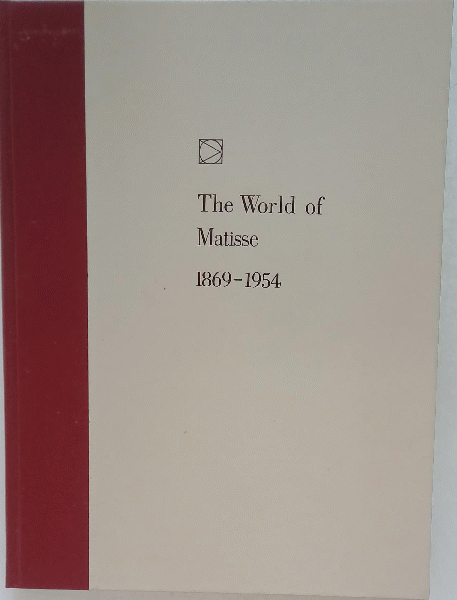 The World of
Matisse
1869-1954